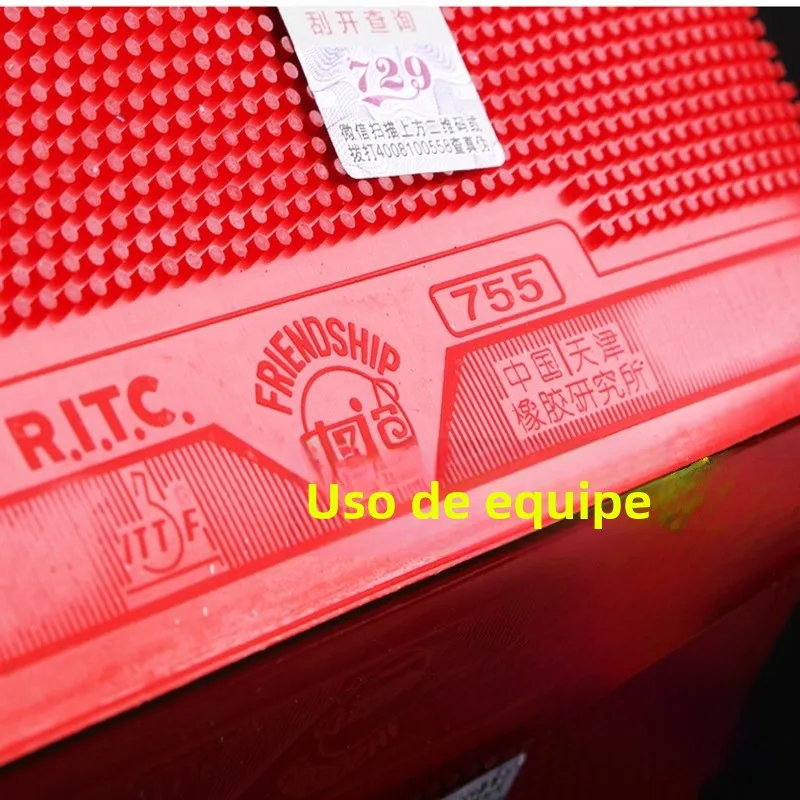 刮开查询
729
微信扫描上方二维码或
拨打4008100558查真伪
755
FRIENDSHIP
中国天津
橡胶研究所
R.I.T.C.
ITTF
Uso de equipe